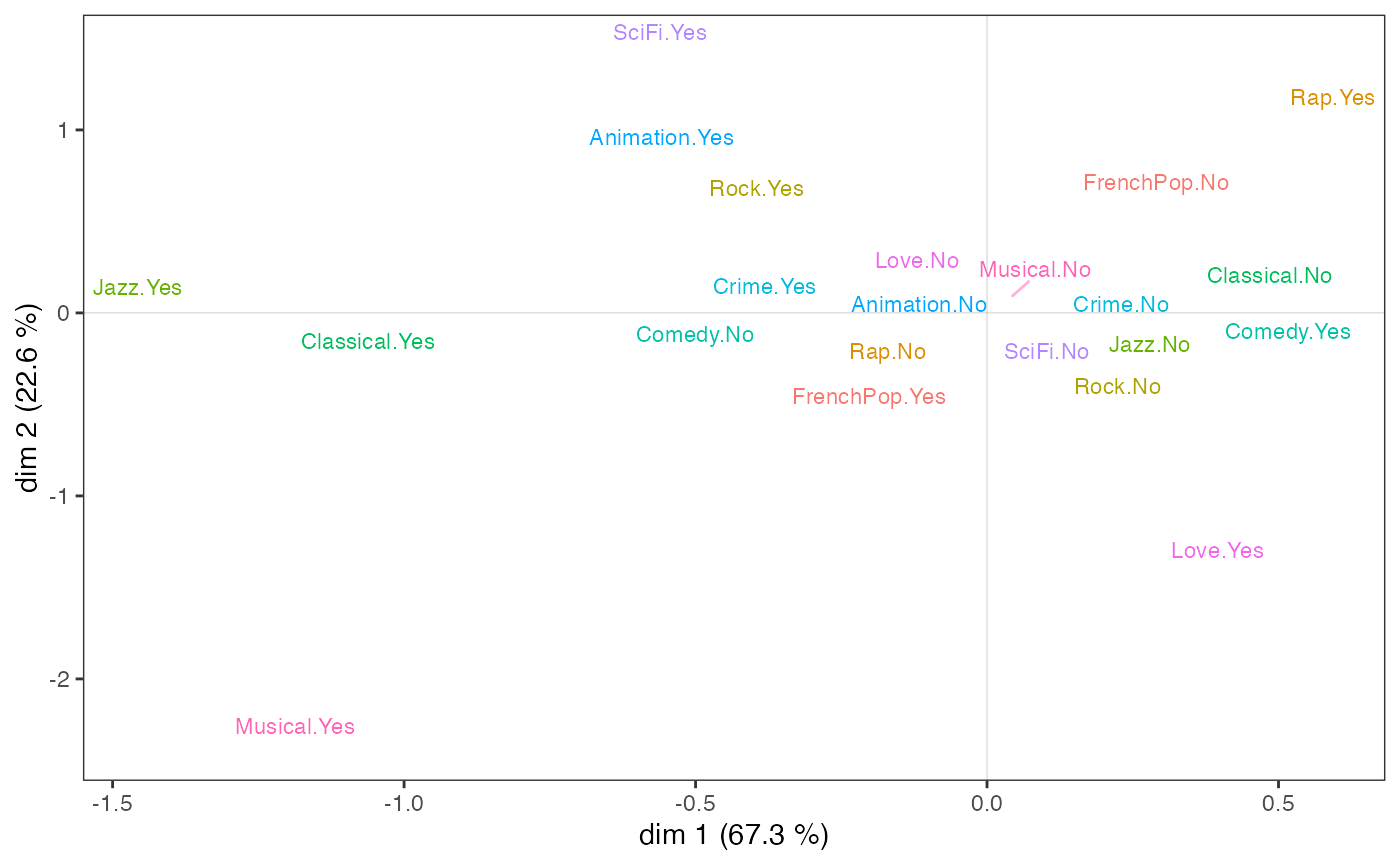 SciFi.Yes
Rap.Yes
1
Animation.Yes
Rock.Yes
FrenchPop.No
Love.No
Musical.No
Classical.No
Jazz.Yes
Crime.Yes
Animation.No
Crime.No
0
Classical.Yes
Comedy.No
Rap.No
SciFi.No
Jazz.No
Comedy.Yes
FrenchPop.Yes
Rock.No
dim 2 (22.6 %)
-1
Love.Yes
-2
Musical.Yes
-1.5 -1.0 -0.5 0.0 0.5
dim 1 (67.3 %)